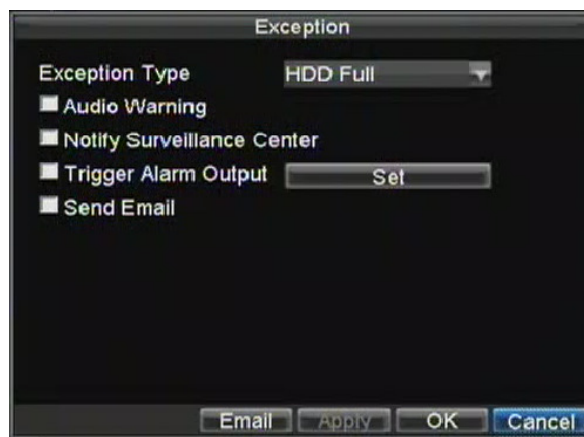 Exception
Exception Type HDD Full
Audio Warning
Notify Surveillance Center
Trigger Alarm Output Set
Send Email
Email Apply OK Cancel